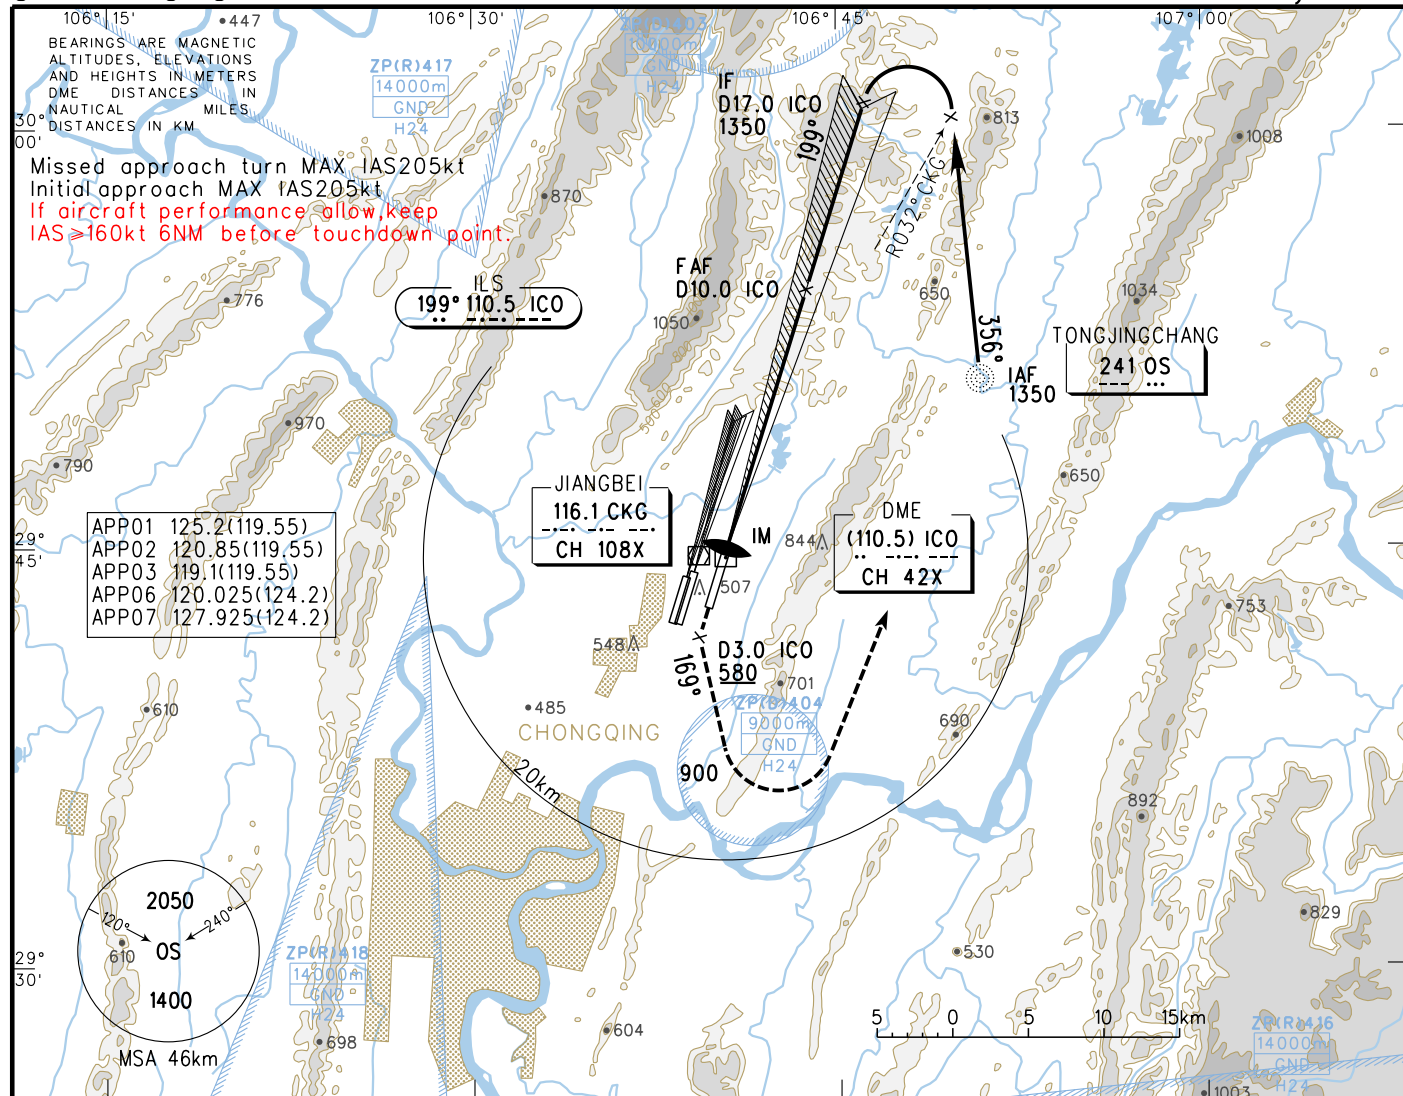 106°15'
106°30'
106°45'
107°00'
447
BEARINGS ARE MAGNETIC
ALTITUDES, ELEVATIONS
AND HEIGHTS IN METERS
DME DISTANCES IN
NAUTICAL MILES
DISTANCES IN KM
ZP(R)417
14000m
GND
H24
ZP(D)403
10000m
GND
H24
30°
00'
IF
D17.0 ICO
1350
199°
813
1008
R032°CKG
Missed approach turn MAX IAS205kt
Initial approach MAX IAS205kt
If aircraft performance allow,keep
IAS≥160kt 6NM before touchdown point.
870
776
ILS
199° 110.5 ICO
FAF
D10.0 ICO
1050
800
650
1034
356°
IAF
1350
TONGJINGCHANG
241 OS
970
790
650
JIANGBEI
116.1 CKG
CH 108X
IM
844
DME
(110.5) ICO
CH 42X
29°
45'
APP01 125.2(119.55)
APP02 120.85(119.55)
APP03 119.1(119.55)
APP06 120.025(124.2)
APP07 127.925(124.2)
507
753
548
D3.0 ICO
580
169°
701
610
485
CHONGQING
ZP(D)404
9000m
GND
H24
690
900
20km
892
2050
120°
240°
OS
1400
MSA 46km
610
829
530
29°
30'
ZP(R)418
14000m
GND
H24
698
604
5 0 5 10 15km
ZP(R)416
14000m
GND
H24
1003